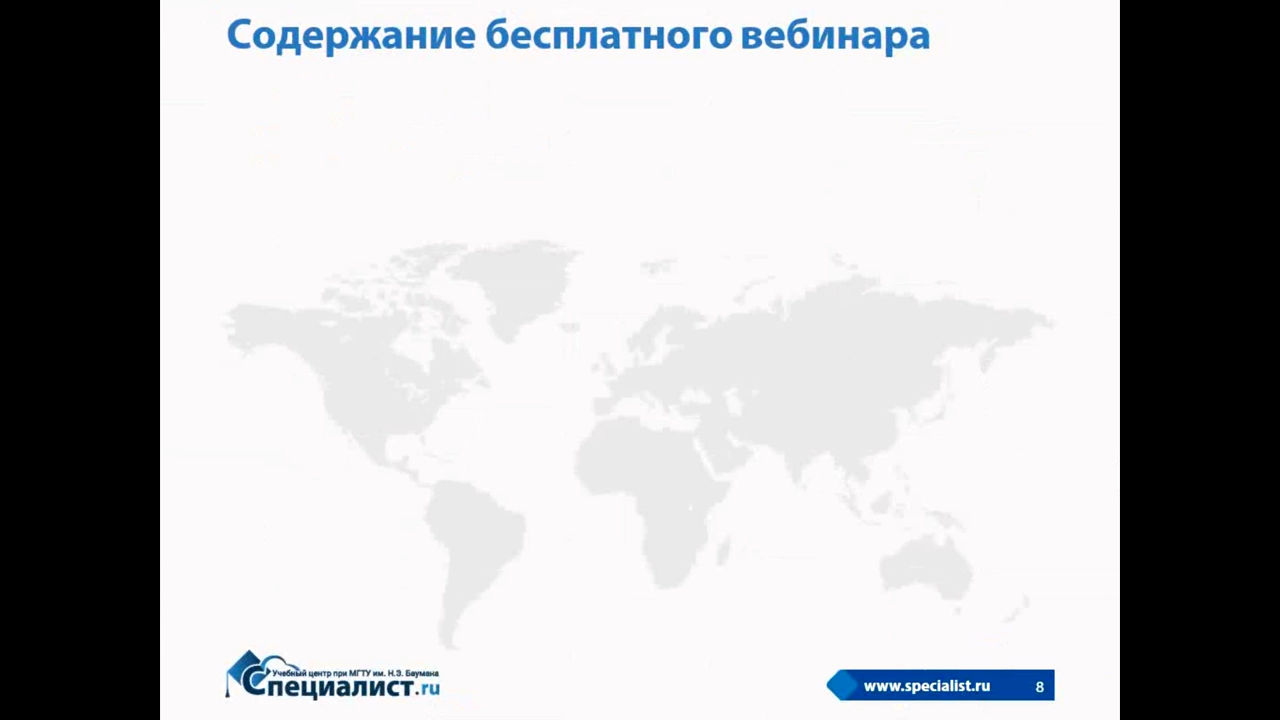 Содержание бесплатного вебинара
Учебный центр при МГТУ им. Н.Э. Баумана
Специалист.ru
www.specialist.ru
8